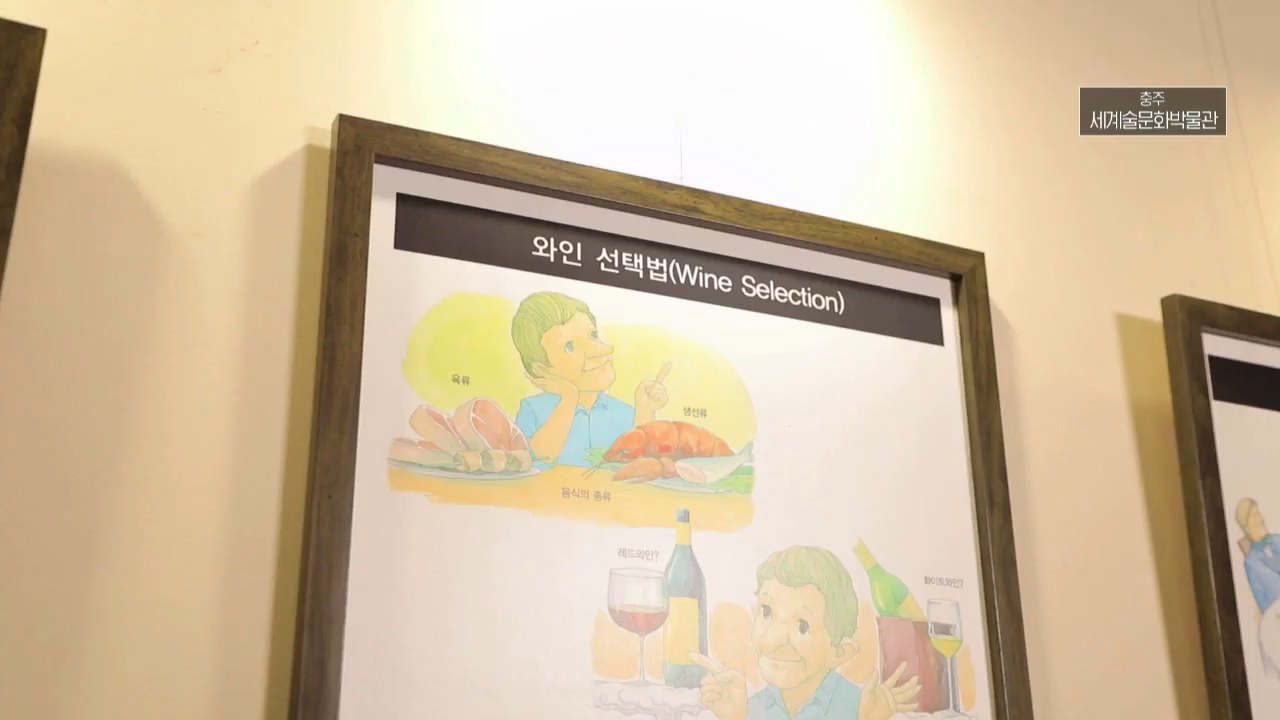 충주
세계술문화박물관
와인 선택법(Wine Selection)
육류
생선류
음식의 종류
레드와인?
화이트와인?